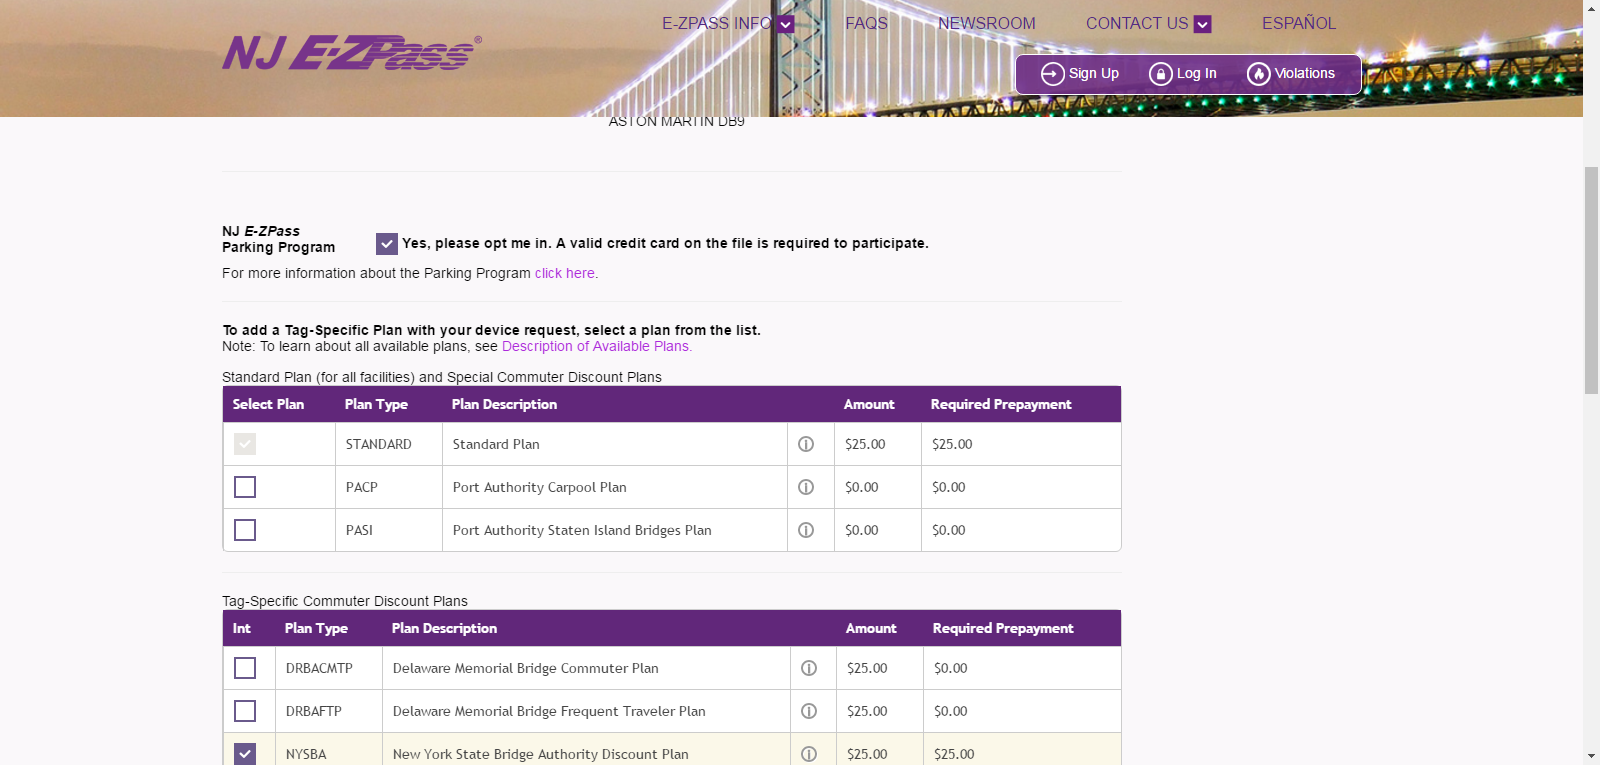 E-ZPASS INFO FAQS NEWSROOM CONTACT US ESPAÑOL
NJ E-ZPass®
Sign Up Log In Violations
ASTON MARTIN DB9
NJ E-ZPass
Parking Program
Yes, please opt me in. A valid credit card on the file is required to participate.
For more information about the Parking Program click here.
To add a Tag-Specific Plan with your device request, select a plan from the list.
Note: To learn about all available plans, see Description of Available Plans.
Standard Plan (for all facilities) and Special Commuter Discount Plans
Select Plan Plan Type Plan Description Amount Required Prepayment
STANDARD Standard Plan $25.00 $25.00
PACP Port Authority Carpool Plan $0.00 $0.00
PASI Port Authority Staten Island Bridges Plan $0.00 $0.00
Tag-Specific Commuter Discount Plans
Int Plan Type Plan Description Amount Required Prepayment
DRBACMTP Delaware Memorial Bridge Commuter Plan $25.00 $0.00
DRBAFTP Delaware Memorial Bridge Frequent Traveler Plan $25.00 $0.00
NYSBA New York State Bridge Authority Discount Plan $25.00 $25.00